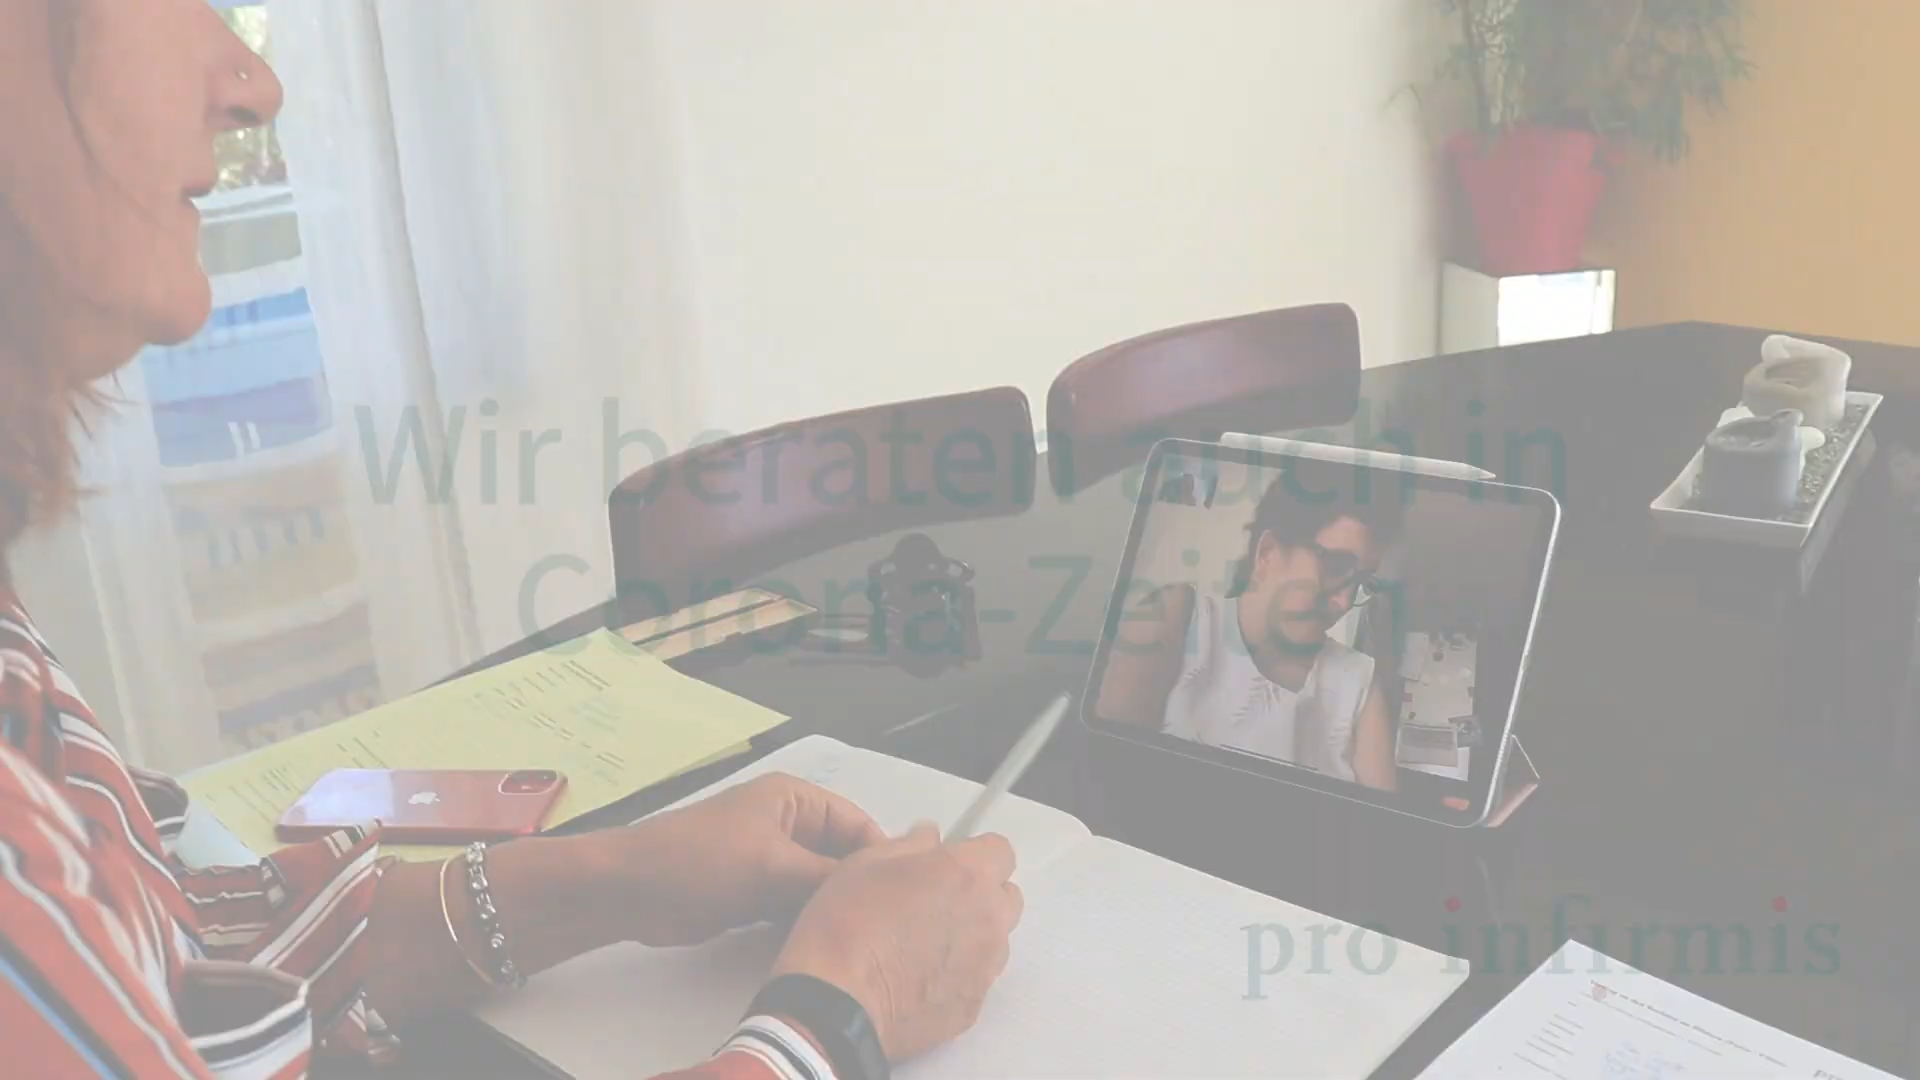 Wir beraten auch in
Corona-Zeiten
pro infirmis